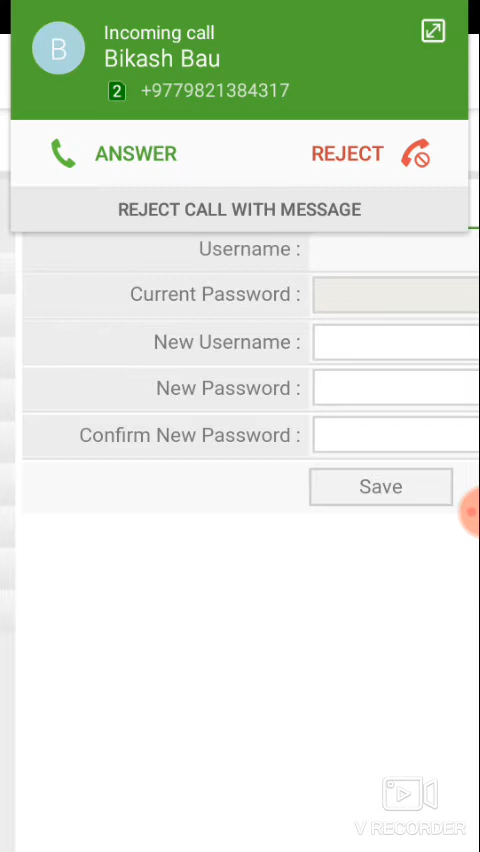 Incoming call
B
Bikash Bau
2 +9779821384317
ANSWER REJECT
REJECT CALL WITH MESSAGE
Username :
Current Password :
New Username :
New Password :
Confirm New Password :
Save
V RECORDER